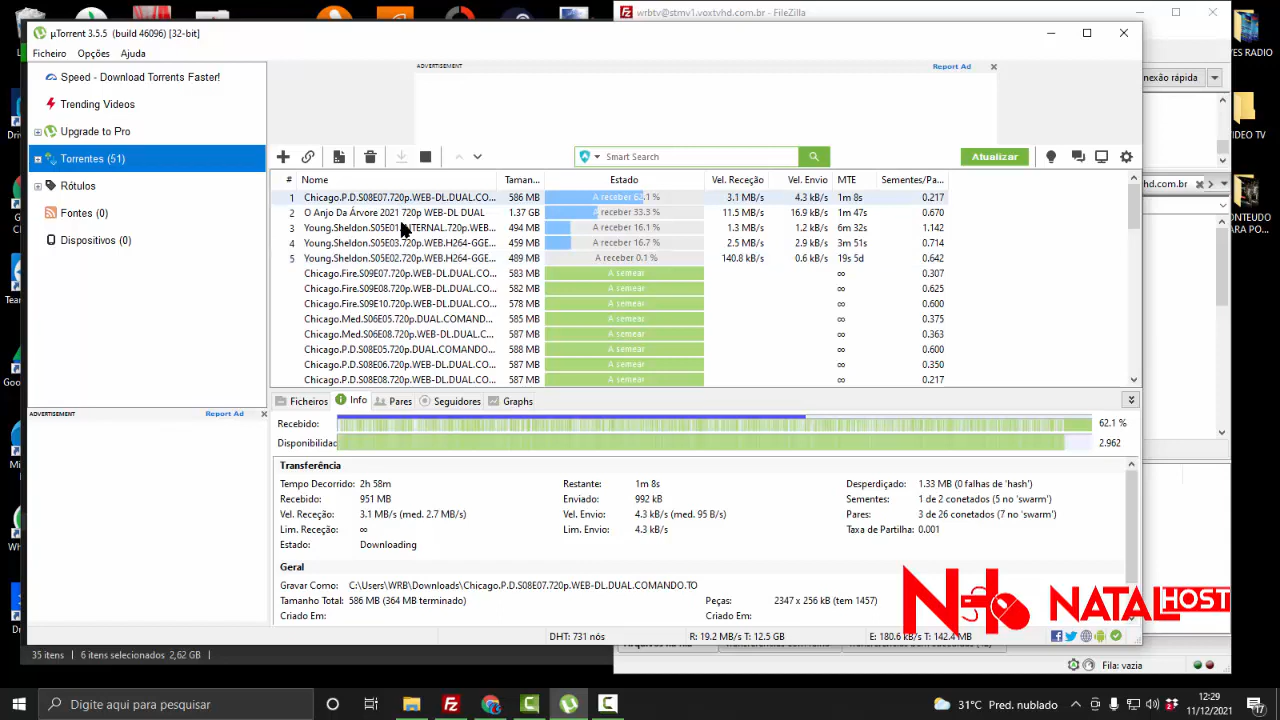 wrbtv@stmv1.voxtvhd.com.br - FileZilla
µTorrent 3.5.5 (build 46096) [32-bit]
Ficheiro Opções Ajuda
ADVERTISEMENT Report Ad
Speed - Download Torrents Faster!
Trending Videos
Upgrade to Pro
Torrentes (51)
Rótulos
Fontes (0)
Dispositivos (0)
ADVERTISEMENT Report Ad
Smart Search
Atualizar
# Nome Taman... Estado Vel. Receção Vel. Envio MTE Sementes/Pa...
1 Chicago.P.D.S08E07.720p.WEB-DL.DUAL.CO... 586 MB A receber 62.1 % 3.1 MB/s 4.3 kB/s 1m 8s 0.217
2 O Anjo Da Árvore 2021 720p WEB-DL DUAL 1.37 GB A receber 33.3 % 11.5 MB/s 16.9 kB/s 1m 47s 0.670
3 494 MB A receber 16.1 % 1.3 MB/s 1.2 kB/s 6m 32s 1.142
4 Young.Sheldon.S05E03.720p.WEB.H264-GGE... 459 MB A receber 16.7 % 2.5 MB/s 2.9 kB/s 3m 51s 0.714
5 Young.Sheldon.S05E02.720p.WEB.H264-GGE... 489 MB A receber 0.1 % 140.8 kB/s 0.6 kB/s 19s 5d 0.642
Chicago.Fire.S09E07.720p.WEB-DL.DUAL.CO... 583 MB A semear ∞ 0.307
Chicago.Fire.S09E08.720p.WEB-DL.DUAL.CO... 582 MB A semear ∞ 0.625
Chicago.Fire.S09E10.720p.WEB-DL.DUAL.CO... 578 MB A semear ∞ 0.600
Chicago.Med.S06E05.720p.DUAL.COMAND... 587 MB A semear ∞ 0.375
Chicago.Med.S06E08.720p.WEB-DL.DUAL.C... 587 MB A semear ∞ 0.363
Chicago.P.D.S08E05.720p.DUAL.COMANDO... 588 MB A semear ∞ 0.600
Chicago.P.D.S08E06.720p.WEB-DL.DUAL.CO... 587 MB A semear ∞ 0.350
Chicago.P.D.S08E08.720p.WEB-DL.DUAL.CO... 587 MB A semear ∞ 0.217
Ficheiros Info Pares Seguidores Graphs
Recebido: 62.1 %
Disponibilidad 2.962
Transferência
Tempo Decorrido: 2h 58m Restante: 1m 8s Desperdiçado: 1.33 MB (0 falhas de 'hash')
Recebido: 951 MB Enviado: 992 kB Sementes: 1 de 2 conetados (5 no 'swarm')
Vel. Receção: 3.1 MB/s (med. 2.7 MB/s) Vel. Envio: 4.3 kB/s (med. 95 B/s) Pares: 3 de 26 conetados (7 no 'swarm')
Lim. Receção: ∞ Lim. Envio: 4.3 kB/s Taxa de Partilha: 0.001
Estado: Downloading
Geral
Gravar Como: C:\Users\WRB\Downloads\Chicago.P.D.S08E07.720p.WEB-DL.DUAL.COMANDO.TO
Tamanho Total: 586 MB (364 MB terminado) Peças: 2347 x 256 kB (tem 1457)
Criado Em: Criado Em:
DHT: 731 nós R: 19.2 MB/s T: 12.5 GB E: 180.6 kB/s T: 142.4 MB
35 itens 6 itens selecionados 2,62 GB
nexão rápida
vhd.com.br
Fila: vazia
VES RADIO
VIDEO TV
NATALHOST
Digite aqui para pesquisar
31°C Pred. nublado
12:29
11/12/2021
17